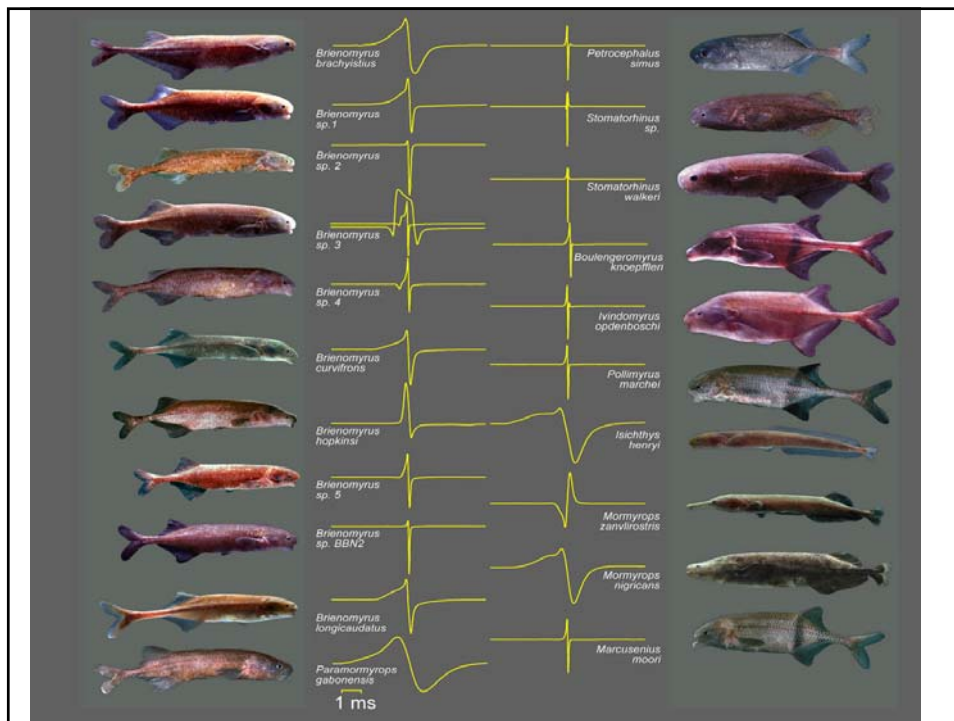 Brienomyrus
brachyistius
Brienomyrus
sp.1
Brienomyrus
sp. 2
Brienomyrus
sp. 3
Brienomyrus
sp. 4
Brienomyrus
curvifrons
Brienomyrus
hopkinsi
Brienomyrus
sp. 5
Brienomyrus
sp. BBN2
Brienomyrus
longicaudatus
Paramormyrops
gabonensis
1 ms
Petrocephalus
simus
Stomatorhinus
sp.
Stomatorhinus
walkeri
Boulengeromyrus
knoepffleri
Ivindomyrus
opdenboschi
Pollimyrus
marchei
Isichthys
henryi
Mormyrops
zanvlirostris
Mormyrops
nigricans
Marcusenius
moori